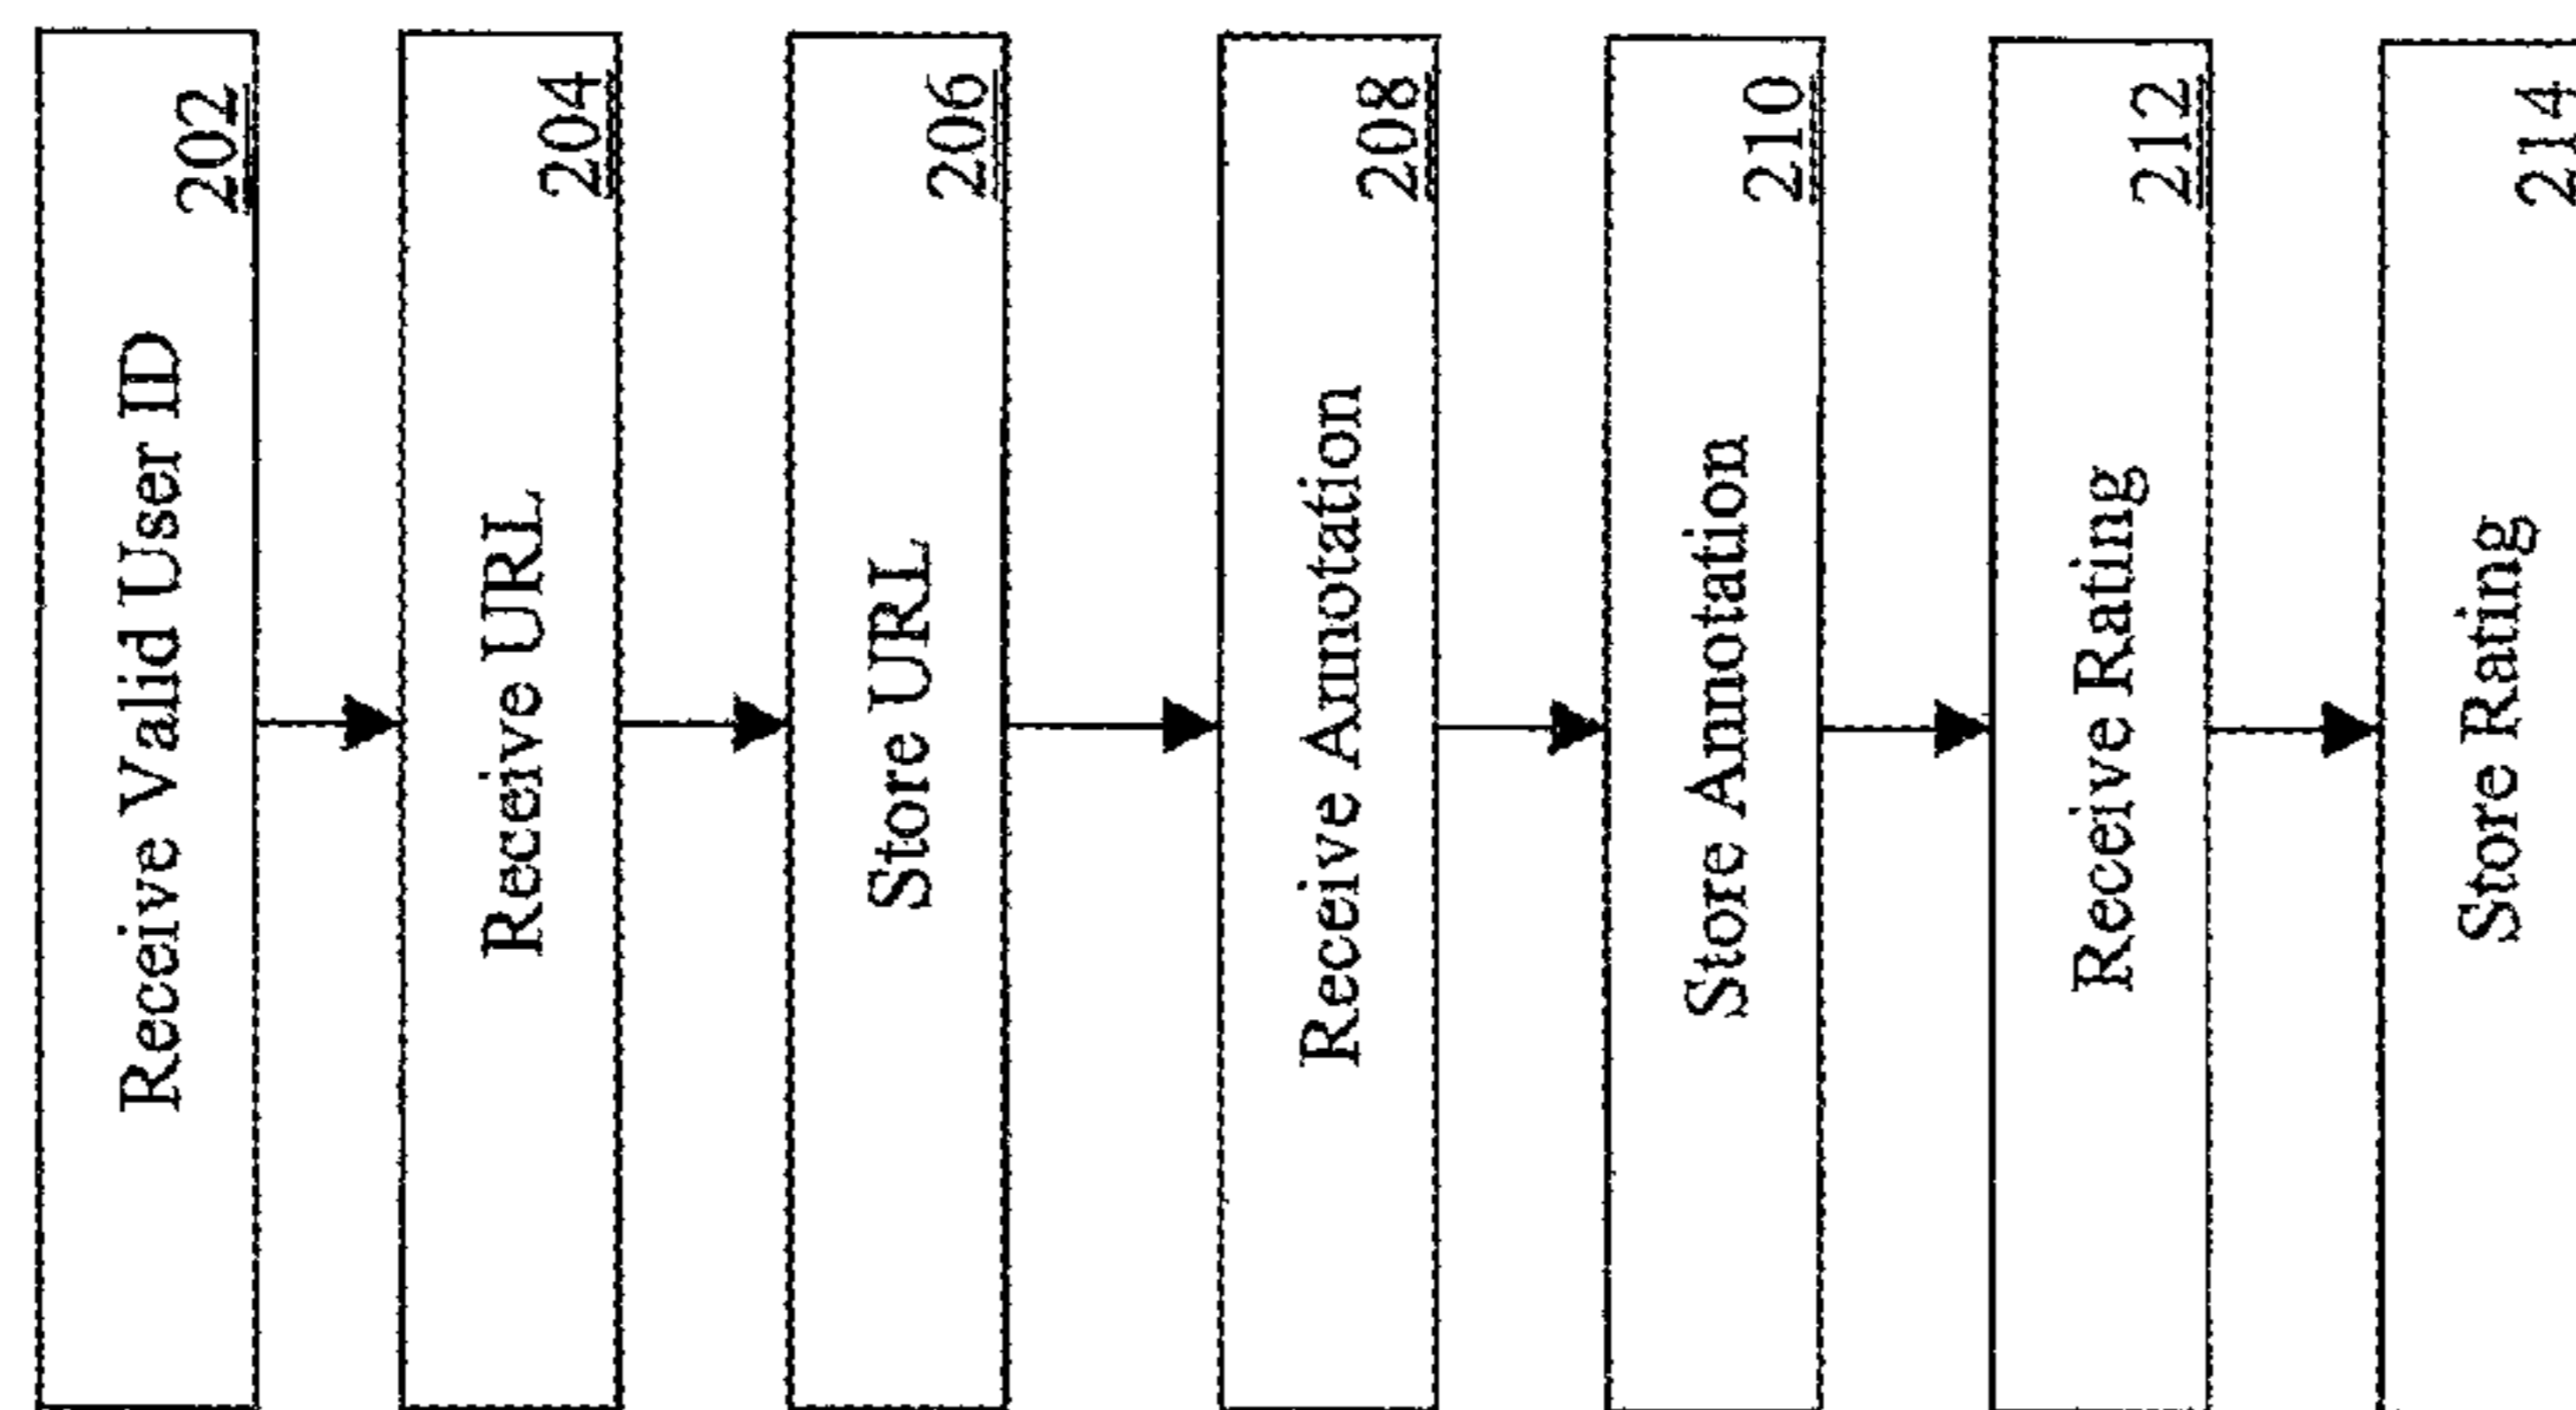 Receive Valid User ID
202
Receive URL
204
Store URL
206
Receive Annotation
208
Store Annotation
210
Receive Rating
212
Store Rating
214